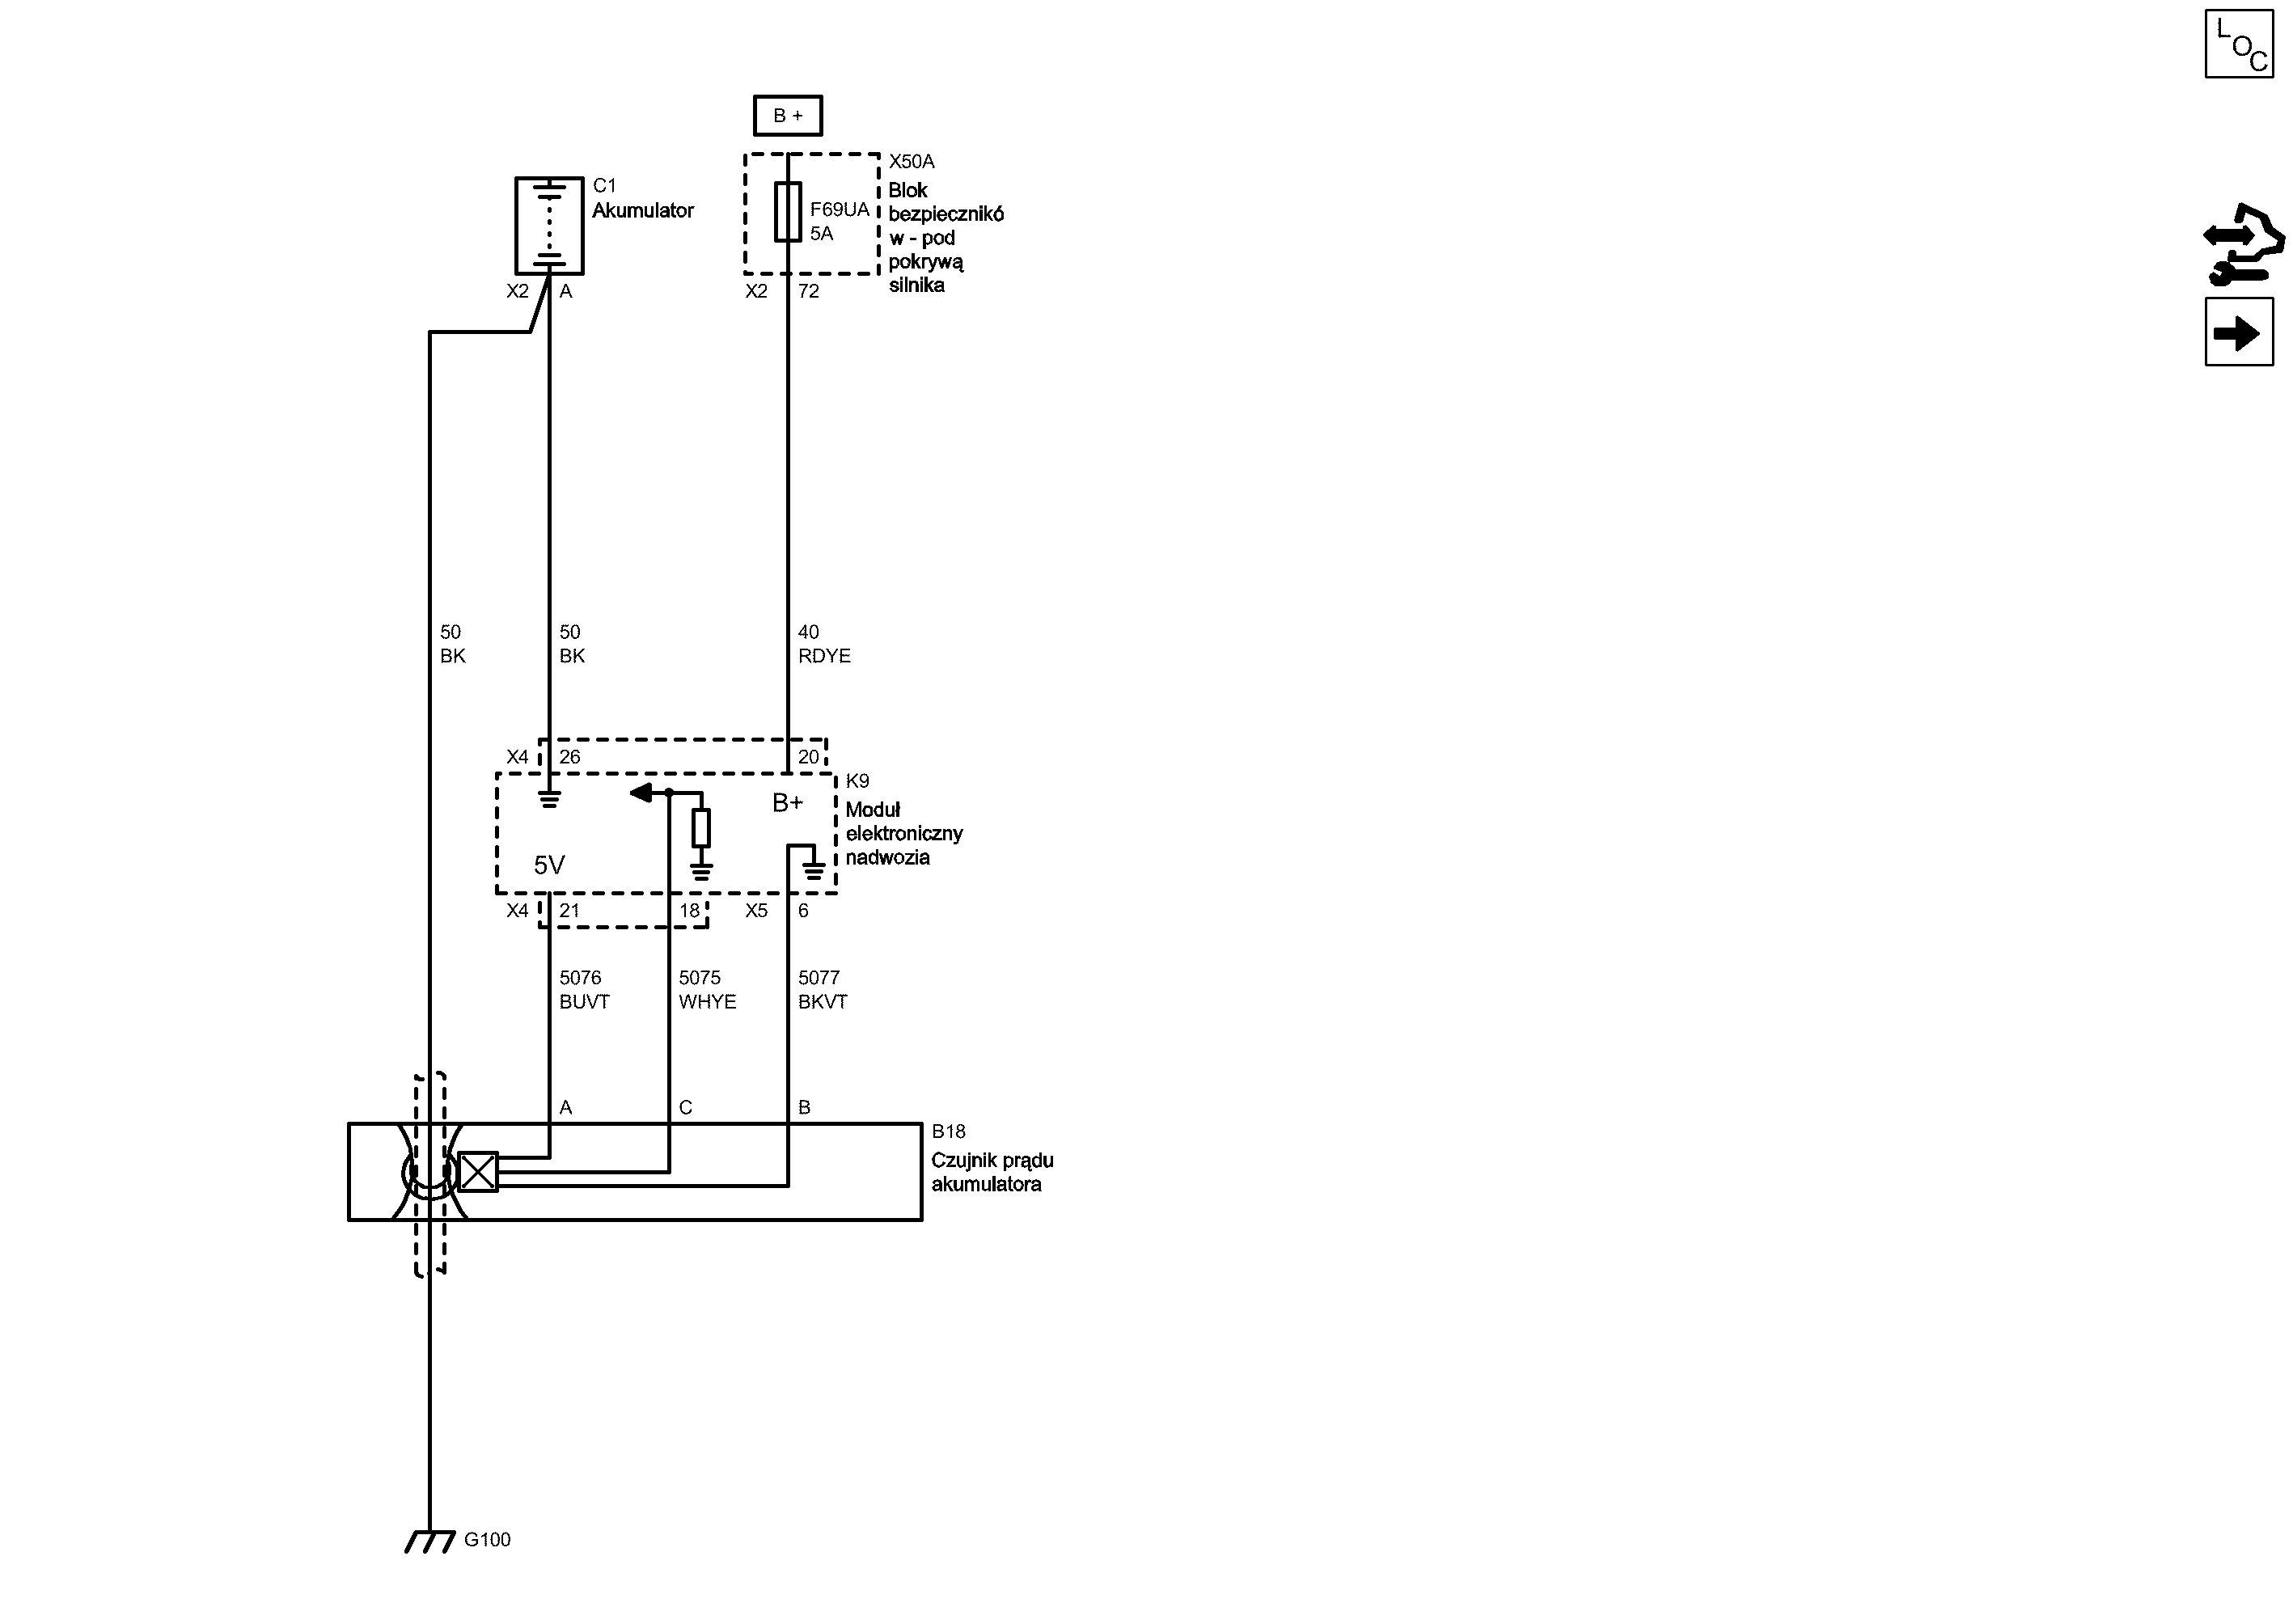 L
O
C
B +
X50A
Blok
bezpiecznikó
w - pod
pokrywą
silnika
F69UA
5A
C1
Akumulator
X2 A
X2 72
50
BK
50
BK
40
RDYE
X4 26
20
K9
Moduł
elektroniczny
nadwozia
B+
5V
X4 21
18
X5 6
5076
BUVT
5075
WHYE
5077
BKVT
A
C
B
B18
Czujnik prądu
akumulatora
G100